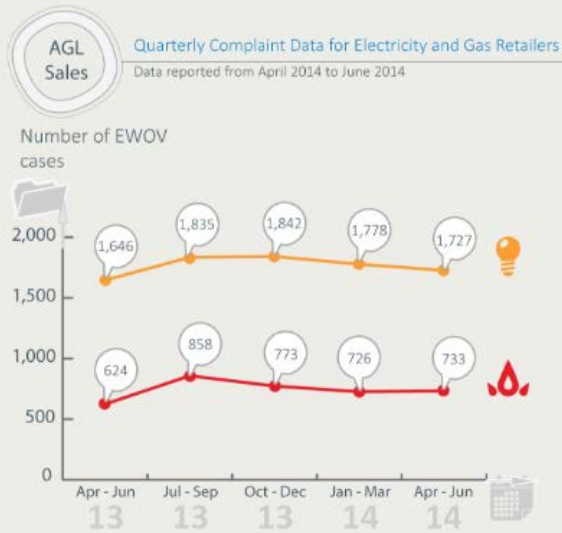 AGL
Sales
Quarterly Complaint Data for Electricity and Gas Retailers
Data reported from April 2014 to June 2014
Number of EWOV
cases
2,000
1,500
1,000
500
0
1,646
1,835
1,842
1,778
1,727
624
858
773
726
733
Apr - Jun
Jul - Sep
Oct - Dec
Jan - Mar
Apr - Jun
13
13
13
14
14